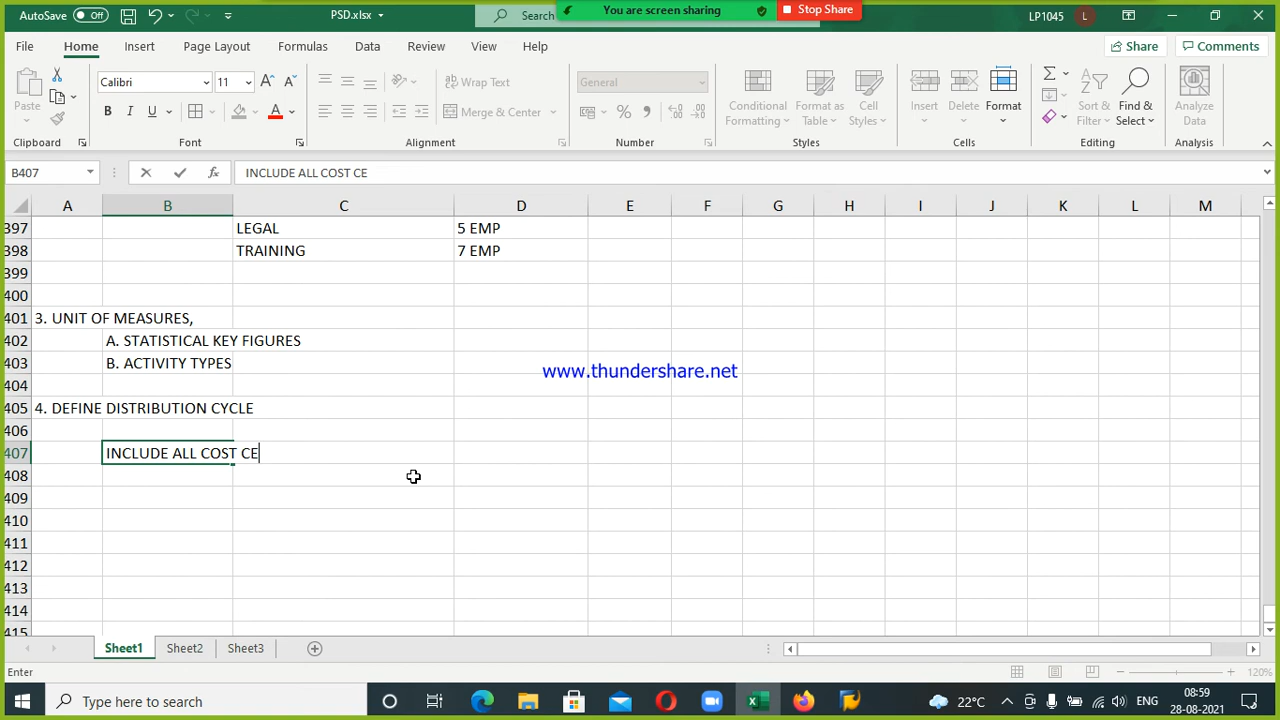 AutoSave Off PSD.xlsx Search You are screen sharing Stop Share LP1045 L
File Home Insert Page Layout Formulas Data Review View Help Share Comments
Paste Calibri 11 B I U A Wrap Text Merge & Center General % Conditional Formatting Format as Table Cell Styles Insert Delete Format Sort & Filter Find & Select Analyze Data
Clipboard Font Alignment Number Styles Cells Editing Analysis
B407 fx INCLUDE ALL COST CE
A B C D E F G H I J K L M
397 LEGAL 5 EMP
398 TRAINING 7 EMP
399
400
401 3. UNIT OF MEASURES,
402 A. STATISTICAL KEY FIGURES
403 B. ACTIVITY TYPES
www.thundershare.net
404
405 4. DEFINE DISTRIBUTION CYCLE
406
407 INCLUDE ALL COST CE
408
409
410
411
412
413
414
415
Sheet1 Sheet2 Sheet3
Enter 120%
Type here to search 22°C ENG 08:59
28-08-2021